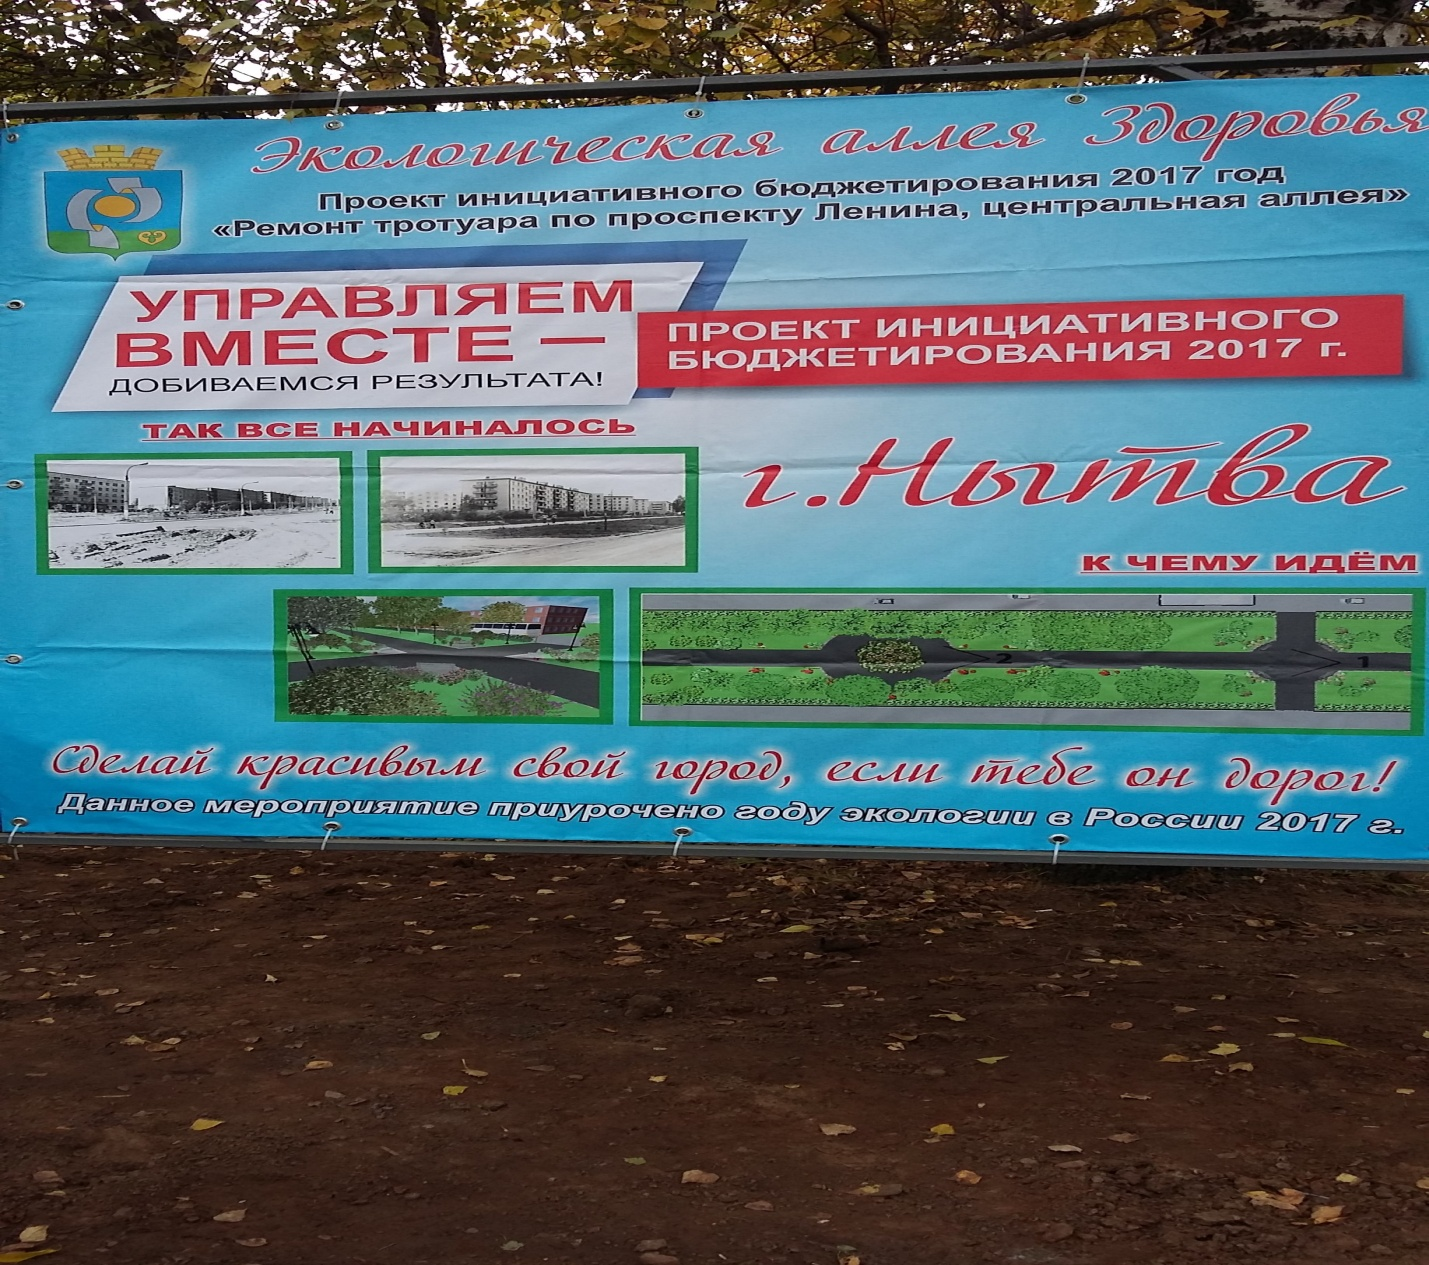 Экологическая аллея Здоровья
Проект инициативного бюджетирования 2017 год
«Ремонт тротуара по проспекту Ленина, центральная аллея»
УПРАВЛЯЕМ
ВМЕСТЕ –
ДОБИВАЕМСЯ РЕЗУЛЬТАТА!
ПРОЕКТ ИНИЦИАТИВНОГО
БЮДЖЕТИРОВАНИЯ 2017 г.
ТАК ВСЕ НАЧИНАЛОСЬ
г.Нытва
К ЧЕМУ ИДЁМ
2
1
Сделай красивым свой город, если тебе он дорог!
Данное мероприятие приурочено году экологии в России 2017 г.